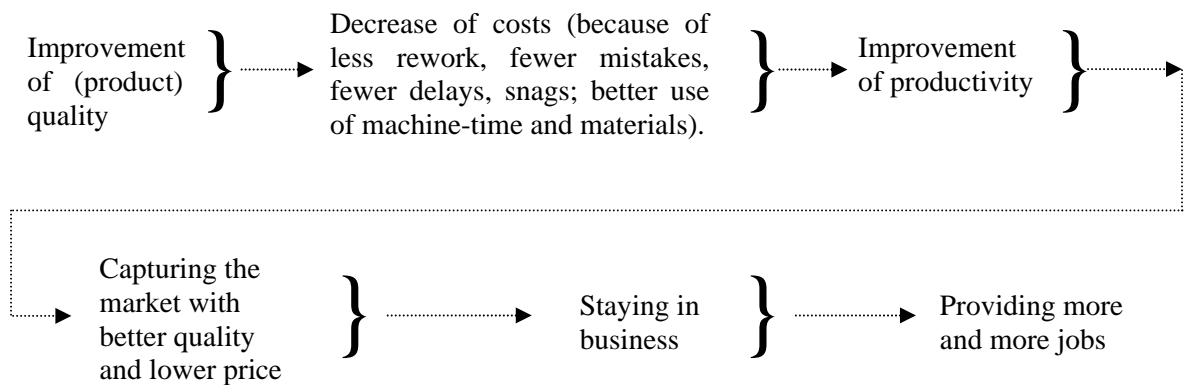 Improvement
of (product)
quality
Decrease of costs (because of
less rework, fewer mistakes,
fewer delays, snags; better use
of machine-time and materials).
Improvement
of productivity
Capturing the
market with
better quality
and lower price
Staying in
business
Providing more
and more jobs